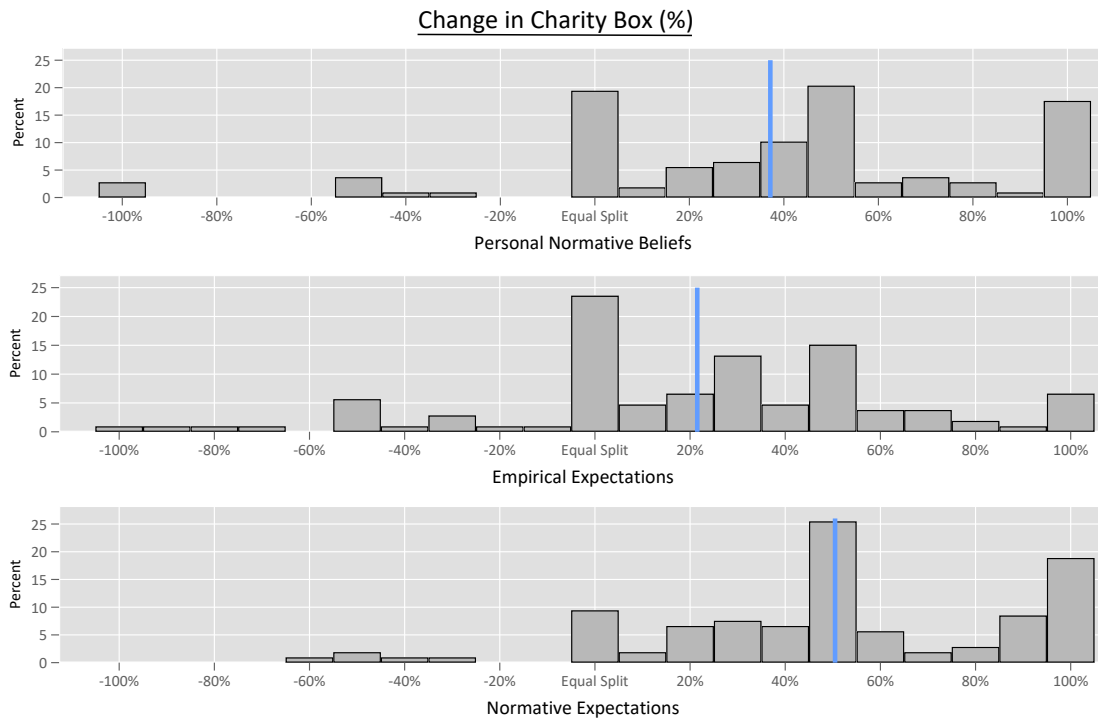 Change in Charity Box (%)
25
20
15
10
5
0
Percent
-100% -80% -60% -40% -20% Equal Split 20% 40% 60% 80% 100%
Personal Normative Beliefs
25
20
15
10
5
0
Percent
-100% -80% -60% -40% -20% Equal Split 20% 40% 60% 80% 100%
Empirical Expectations
25
20
15
10
5
0
Percent
-100% -80% -60% -40% -20% Equal Split 20% 40% 60% 80% 100%
Normative Expectations